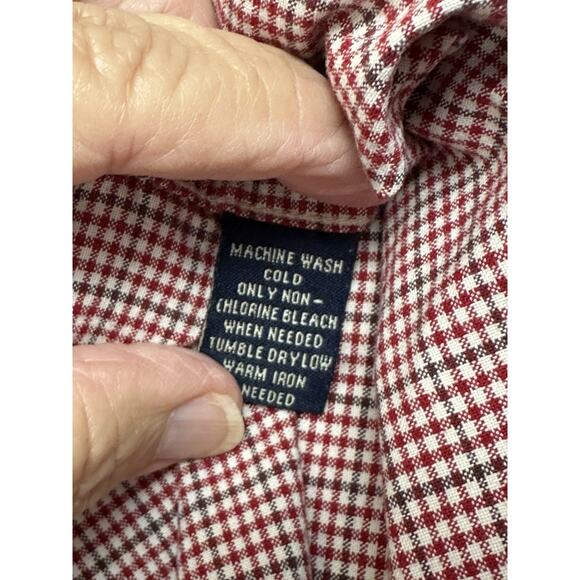 MACHINE WASH
COLD
ONLY NON-
CHLORINE BLEACH
WHEN NEEDED
TUMBLE DRY LOW
WARM IRON
NEEDED